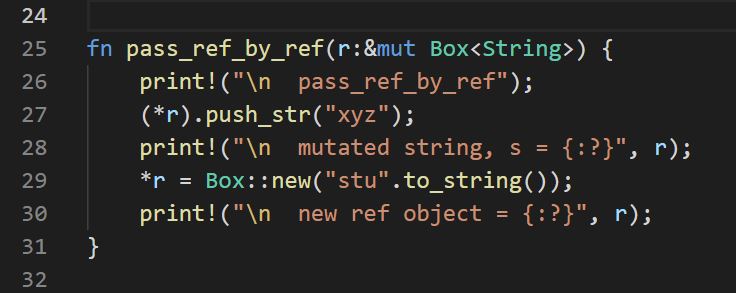 24
25 fn pass_ref_by_ref(r:&mut Box<String>) {
26     print!("\n  pass_ref_by_ref");
27     (*r).push_str("xyz");
28     print!("\n  mutated string, s = {:?}", r);
29     *r = Box::new("stu".to_string());
30     print!("\n  new ref object = {:?}", r);
31 }
32